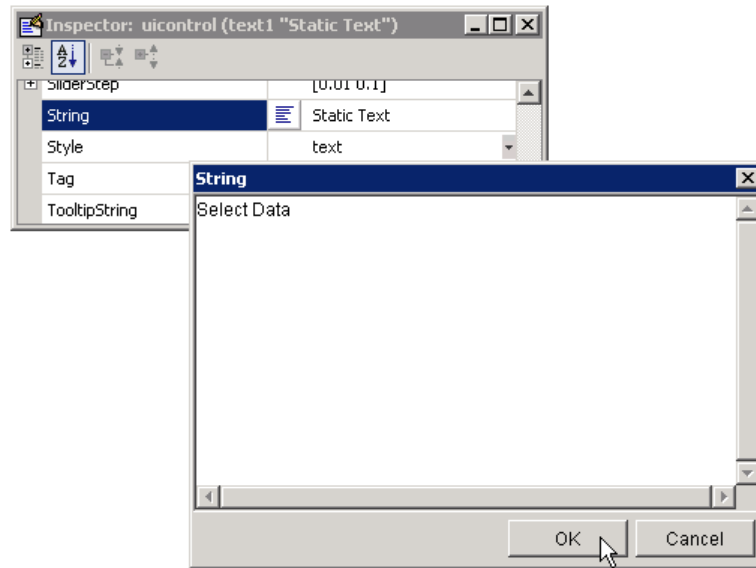 Inspector: uicontrol (text1 "Static Text")
A
Z
SliderStep [0.01 0.1]
String Static Text
Style text
Tag
TooltipString
String
Select Data
OK Cancel